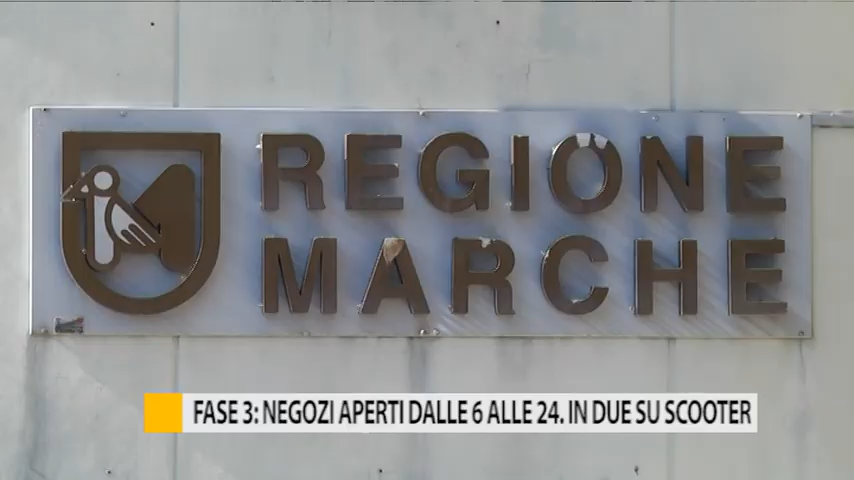 REGIONE
MARCHE
FASE 3: NEGOZI APERTI DALLE 6 ALLE 24. IN DUE SU SCOOTER